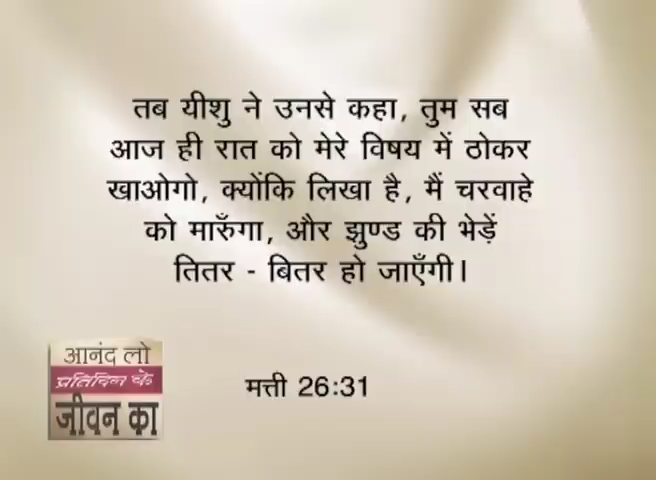 तब यीशु ने उनसे कहा, तुम सब
आज ही रात को मेरे विषय में ठोकर
खाओगो, क्योंकि लिखा है, मैं चरवाहे
को मारुँगा, और झुण्ड की भेड़ें
तितर - बितर हो जाएँगी।
मत्ती 26:31
आनंद लो
प्रतिदिन के
जीवन का